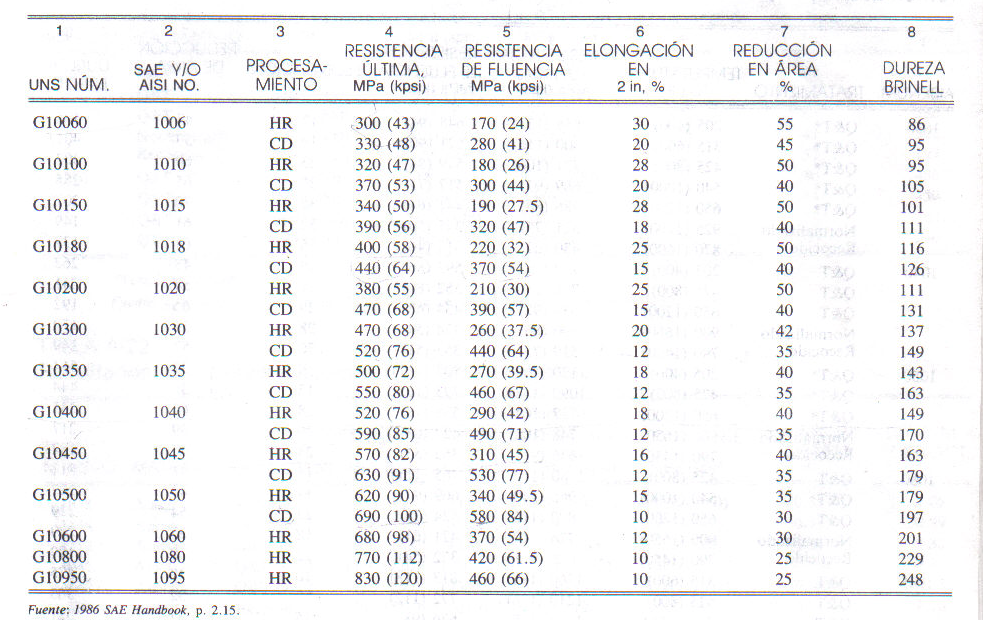 1 2 3 4 5 6 7 8
RESISTENCIA RESISTENCIA ELONGACIÓN REDUCCIÓN
SAE Y/O PROCESA- ÚLTIMA, DE FLUENCIA EN EN ÁREA DUREZA
UNS NÚM. AISI NO. MIENTO MPa (kpsi) MPa (kpsi) 2 in, % % BRINELL
G10060 1006 HR 300 (43) 170 (24) 30 55 86
CD 330 (48) 280 (41) 20 45 95
G10100 1010 HR 320 (47) 180 (26) 28 50 95
CD 370 (53) 300 (44) 20 40 105
G10150 1015 HR 340 (50) 190 (27.5) 28 50 101
CD 390 (56) 320 (47) 18 40 111
G10180 1018 HR 400 (58) 220 (32) 25 50 116
CD 440 (64) 370 (54) 15 40 126
G10200 1020 HR 380 (55) 210 (30) 25 50 111
CD 470 (68) 390 (57) 15 40 131
G10300 1030 HR 470 (68) 260 (37.5) 20 42 137
CD 520 (76) 440 (64) 12 35 149
G10350 1035 HR 500 (72) 270 (39.5) 18 40 143
CD 550 (80) 460 (67) 12 35 163
G10400 1040 HR 520 (76) 290 (42) 18 40 149
CD 590 (85) 490 (71) 12 35 170
G10450 1045 HR 570 (82) 310 (45) 16 40 163
CD 630 (91) 530 (77) 12 35 179
G10500 1050 HR 620 (90) 340 (49.5) 15 35 179
CD 690 (100) 580 (84) 10 30 197
G10600 1060 HR 680 (98) 370 (54) 12 30 201
G10800 1080 HR 770 (112) 420 (61.5) 10 25 229
G10950 1095 HR 830 (120) 460 (66) 10 25 248
Fuente: 1986 SAE Handbook, p. 2.15.